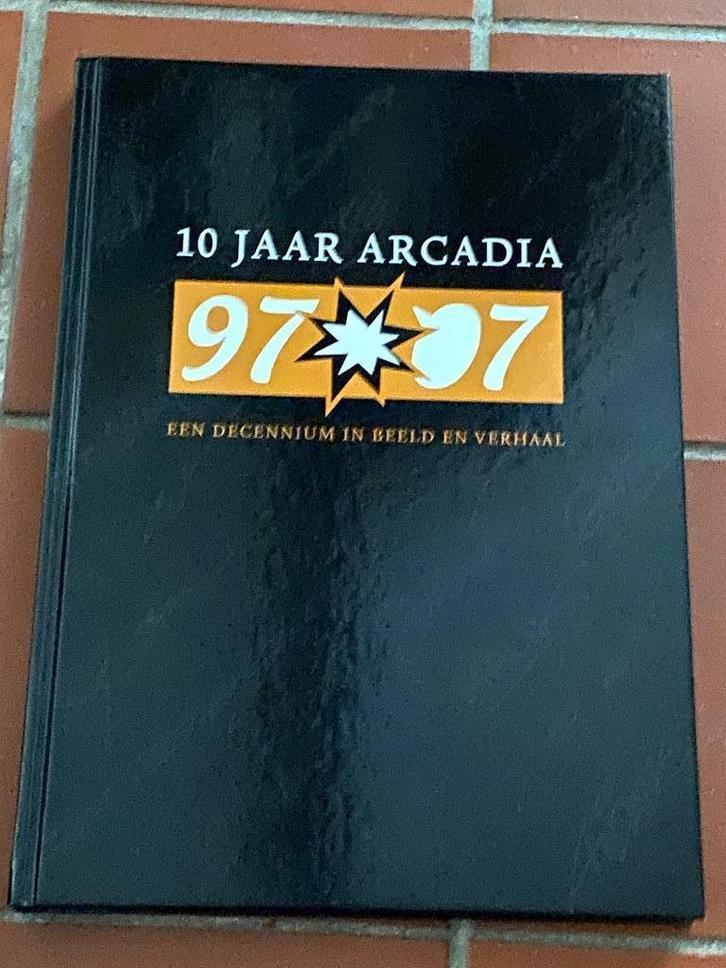 10 JAAR ARCADIA
97 07
EEN DECENNIUM IN BEELD EN VERHAAL